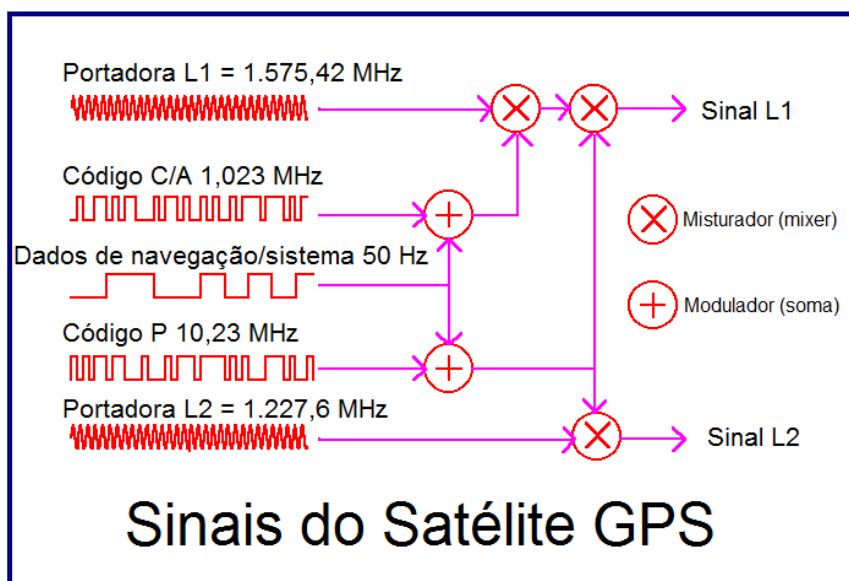 Portadora L1 = 1.575,42 MHz
Sinal L1
Código C/A 1,023 MHz
Misturador (mixer)
Dados de navegação/sistema 50 Hz
Modulador (soma)
Código P 10,23 MHz
Portadora L2 = 1.227,6 MHz
Sinal L2
Sinais do Satélite GPS